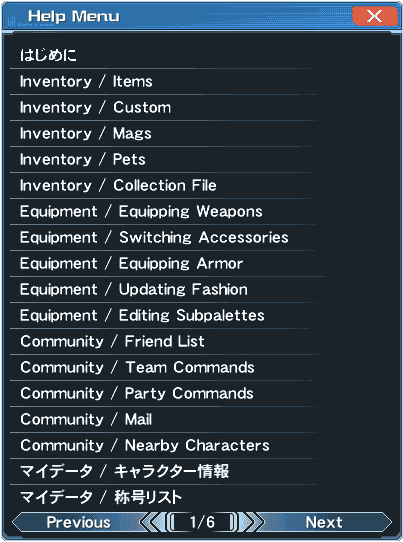 Help Menu
はじめに
Inventory / Items
Inventory / Custom
Inventory / Mags
Inventory / Pets
Inventory / Collection File
Equipment / Equipping Weapons
Equipment / Switching Accessories
Equipment / Equipping Armor
Equipment / Updating Fashion
Equipment / Editing Subpalettes
Community / Friend List
Community / Team Commands
Community / Party Commands
Community / Mail
Community / Nearby Characters
マイデータ / キャラクター情報
マイデータ / 称号リスト
Previous 1/6 Next